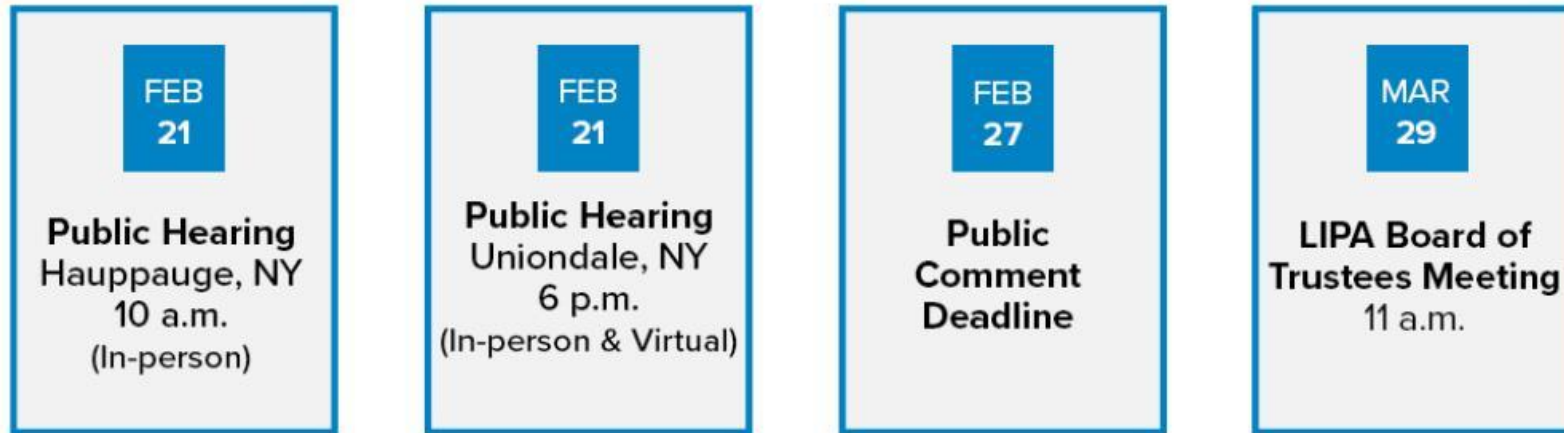 FEB
21
Public Hearing
Hauppauge, NY
10 a.m.
(In-person)
FEB
21
Public Hearing
Uniondale, NY
6 p.m.
(In-person & Virtual)
FEB
27
Public
Comment
Deadline
MAR
29
LIPA Board of
Trustees Meeting
11 a.m.